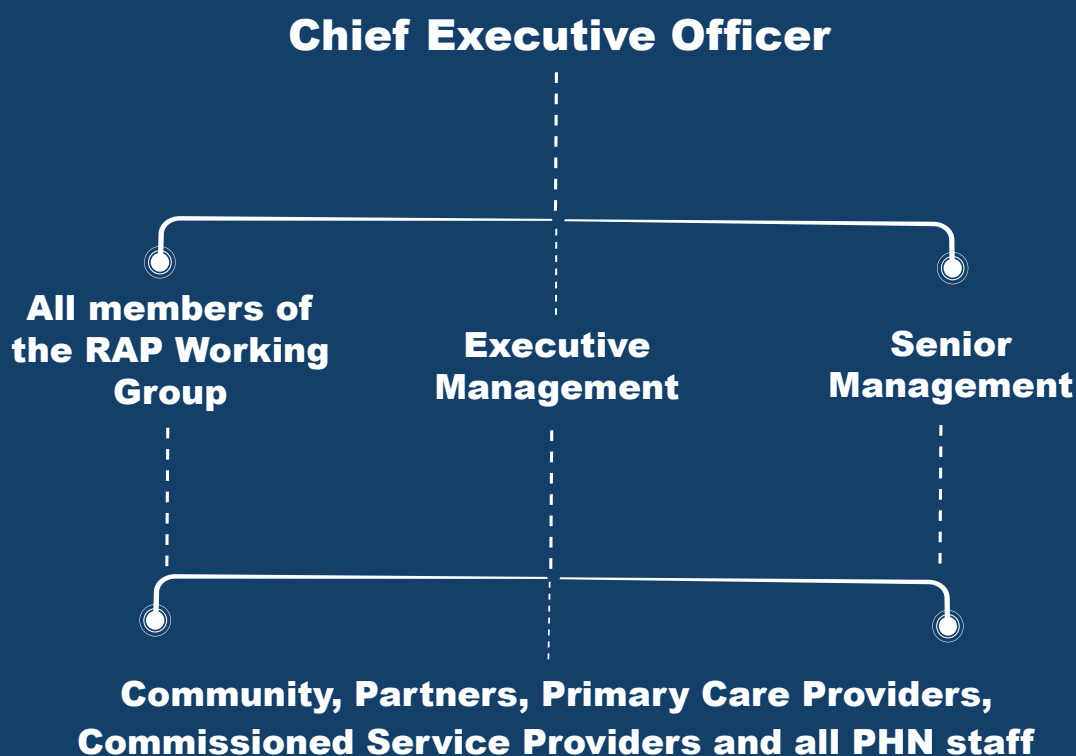 Chief Executive Officer
All members of
the RAP Working
Group
Executive
Management
Senior
Management
Community, Partners, Primary Care Providers,
Commissioned Service Providers and all PHN staff